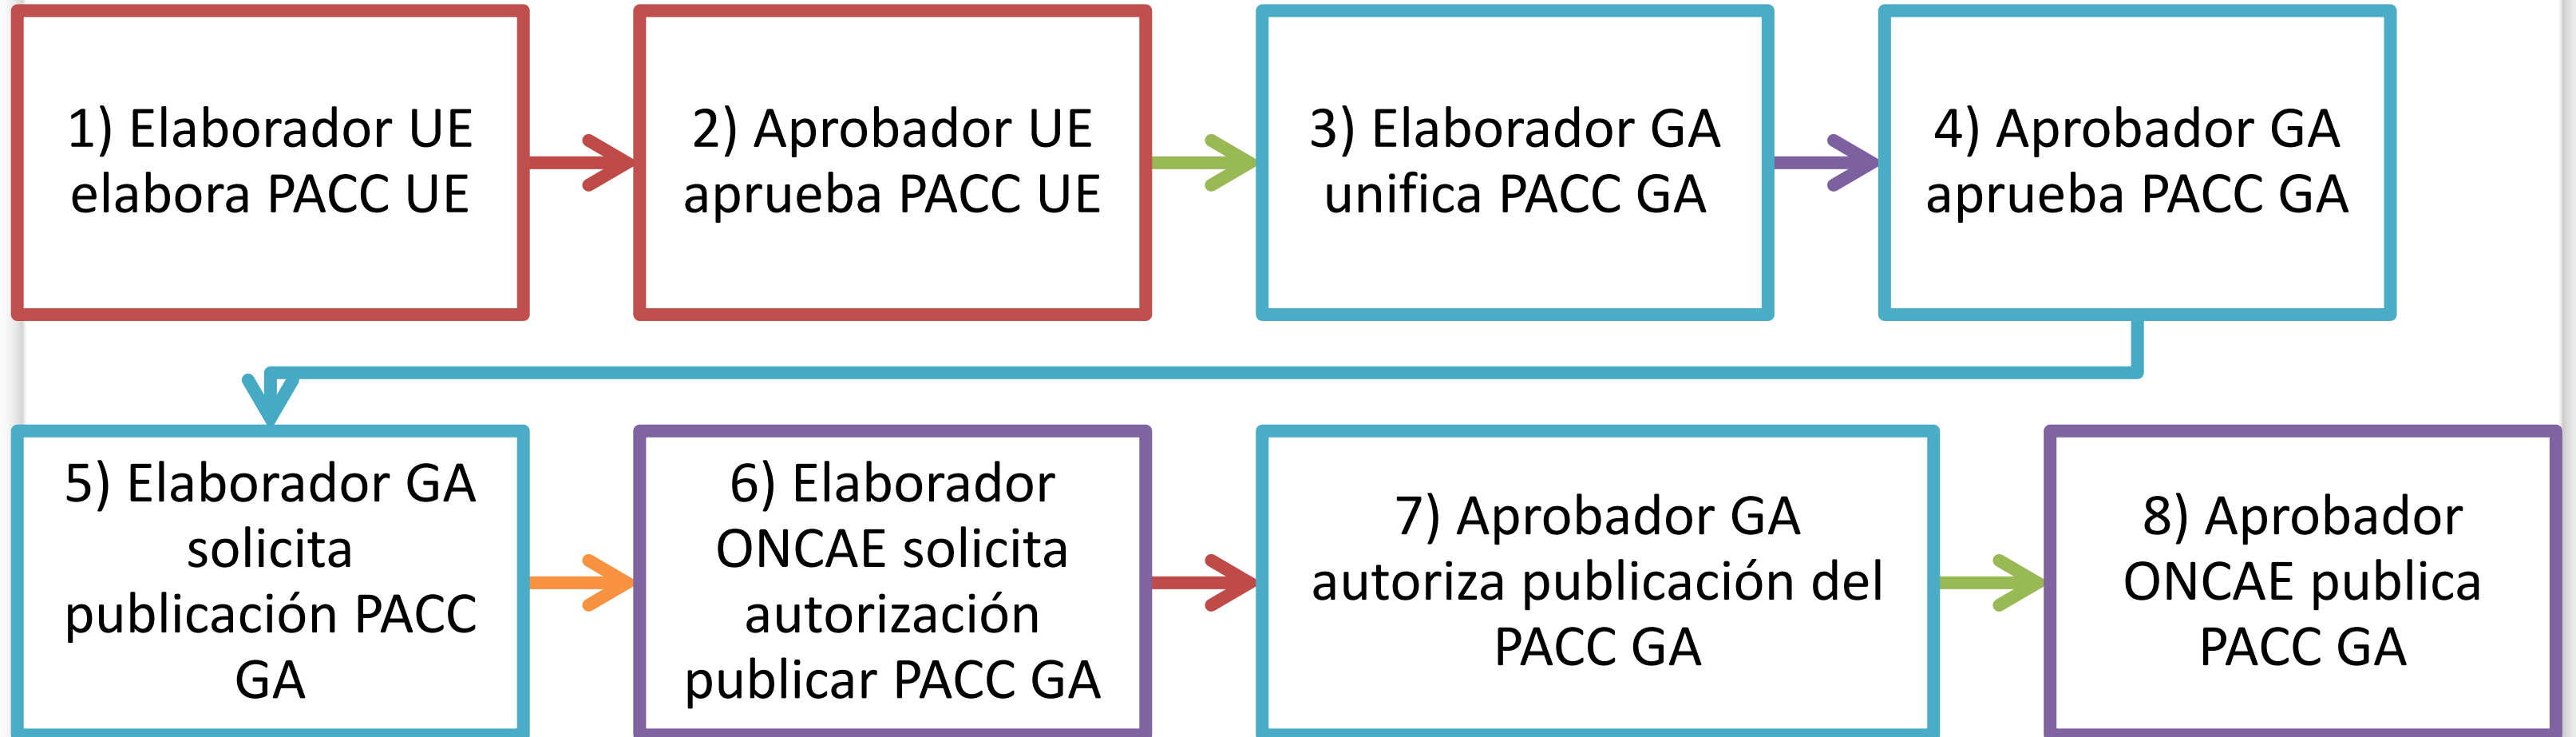 1) Elaborador UE
elabora PACC UE
2) Aprobador UE
aprueba PACC UE
3) Elaborador GA
unifica PACC GA
4) Aprobador GA
aprueba PACC GA
5) Elaborador GA
solicita
publicación PACC
GA
6) Elaborador
ONCAE solicita
autorización
publicar PACC GA
7) Aprobador GA
autoriza publicación del
PACC GA
8) Aprobador
ONCAE publica
PACC GA